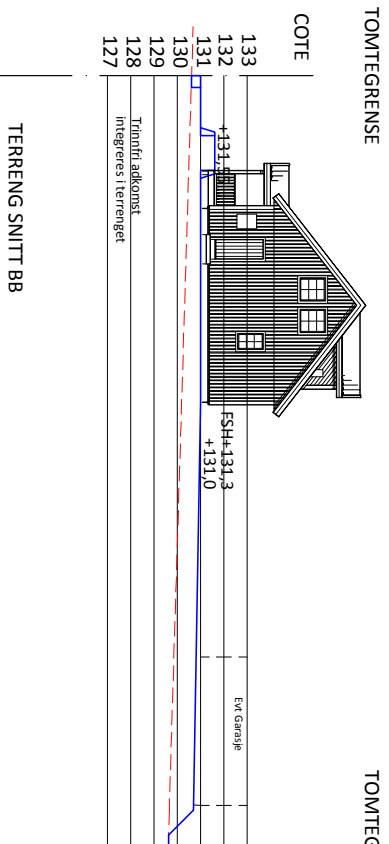 TOMTEGRENSE
TOMTEG
COTE
133
132
131
130
129
128
127
FSH+131,3
+131,0
Evt Garasje
Trinnfri adkomst
integreres i terrenget
TERRENG SNITT BB